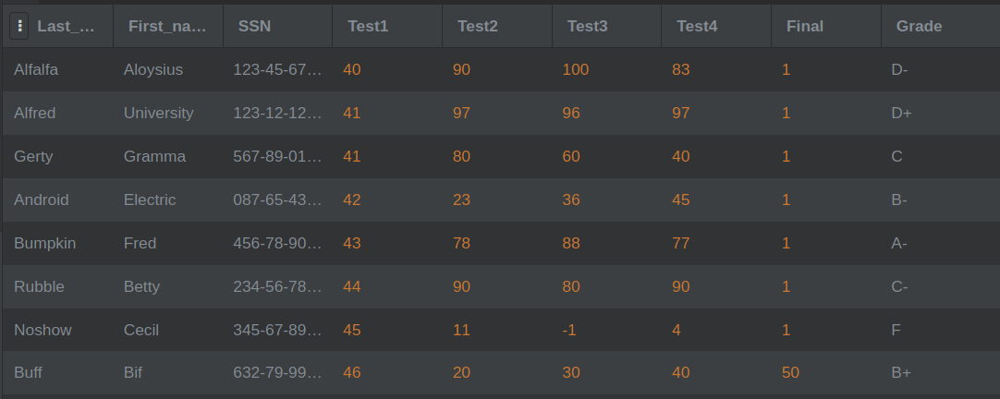 Last_... First_na... SSN Test1 Test2 Test3 Test4 Final Grade
Alfalfa Aloysius 123-45-67... 40 90 100 83 1 D-
Alfred University 123-12-12... 41 97 96 97 1 D+
Gerty Gramma 567-89-01... 41 80 60 40 1 C
Android Electric 087-65-43... 42 23 36 45 1 B-
Bumpkin Fred 456-78-90... 43 78 88 77 1 A-
Rubble Betty 234-56-78... 44 90 80 90 1 C-
Noshow Cecil 345-67-89... 45 11 -1 4 1 F
Buff Bif 632-79-99... 46 20 30 40 50 B+